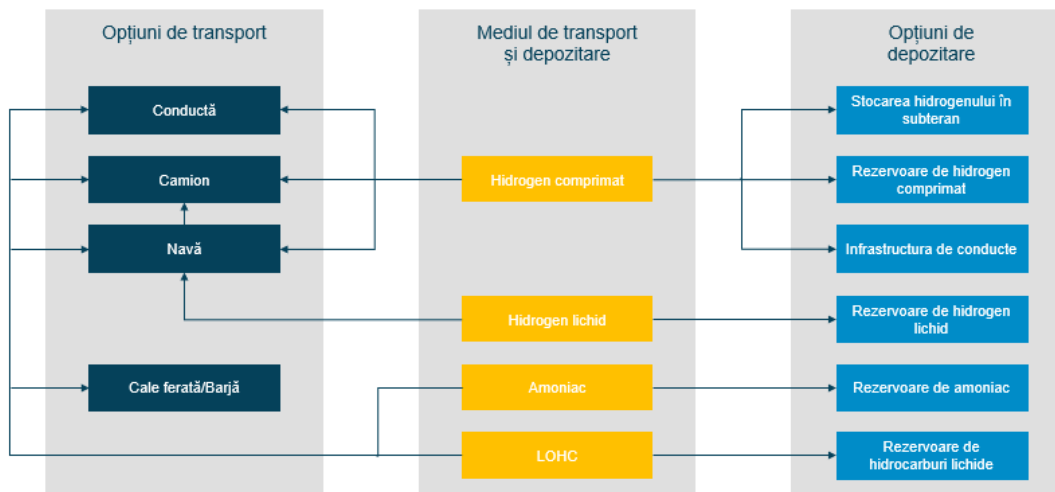 Opțiuni de transport
Mediul de transport
și depozitare
Opțiuni de
depozitare
Conductă
Stocarea hidrogenului în
subteran
Camion
Hidrogen comprimat
Rezervoare de hidrogen
comprimat
Navă
Infrastructura de conducte
Hidrogen lichid
Rezervoare de hidrogen
lichid
Cale ferată/Barjă
Amoniac
Rezervoare de amoniac
LOHC
Rezervoare de
hidrocarburi lichide